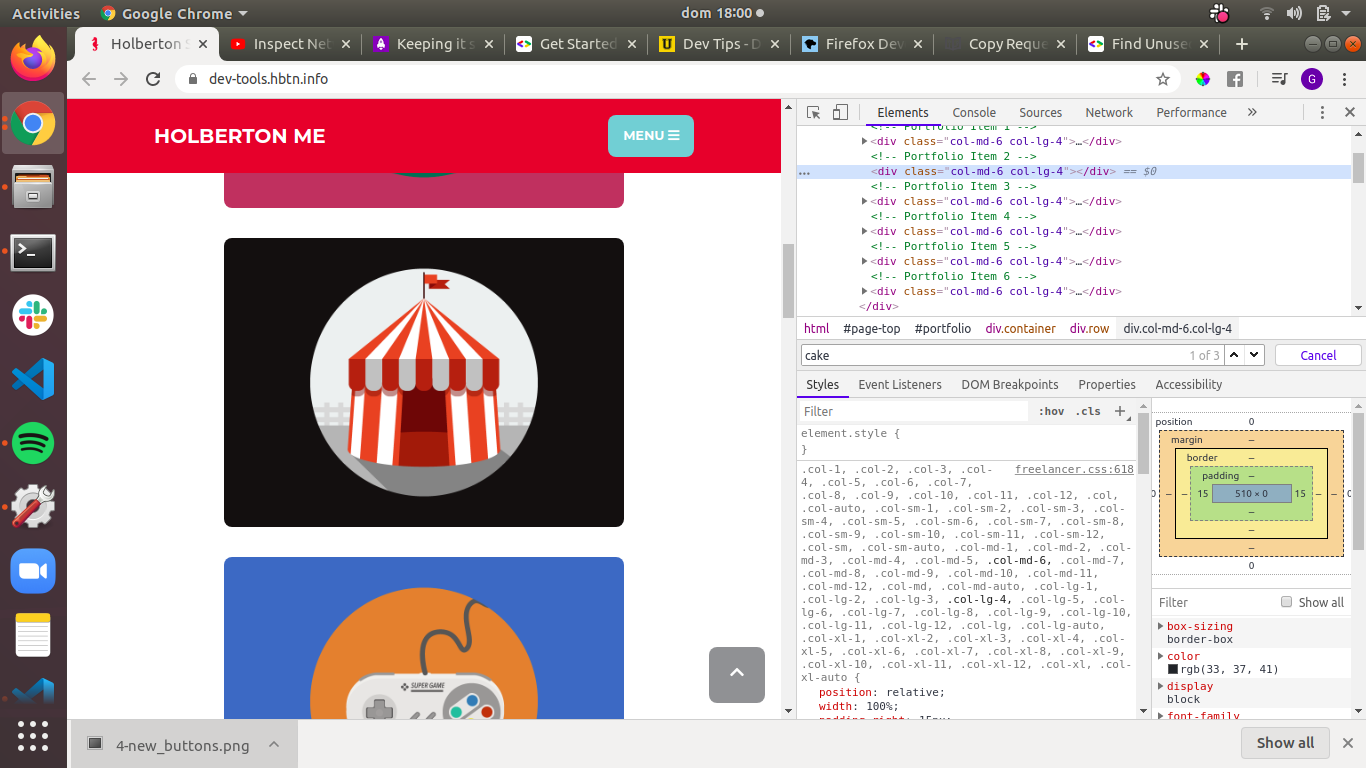 Activities
Google Chrome
dom 18:00
Holberton S
Inspect Net
Keeping it s
Get Started
Dev Tips - D
Firefox Dev
Copy Reque
Find Unuse
dev-tools.hbtn.info
G
HOLBERTON ME
MENU
SUPER GAME
Elements
Console
Sources
Network
Performance
<!-- Portfolio Item 1 -->
<div class="col-md-6 col-lg-4">…</div>
<!-- Portfolio Item 2 -->
... <div class="col-md-6 col-lg-4"></div> == $0
<!-- Portfolio Item 3 -->
<div class="col-md-6 col-lg-4">…</div>
<!-- Portfolio Item 4 -->
<div class="col-md-6 col-lg-4">…</div>
<!-- Portfolio Item 5 -->
<div class="col-md-6 col-lg-4">…</div>
<!-- Portfolio Item 6 -->
<div class="col-md-6 col-lg-4">…</div>
</div>
html #page-top #portfolio div.container div.row div.col-md-6.col-lg-4
cake
1 of 3
Cancel
Styles
Event Listeners
DOM Breakpoints
Properties
Accessibility
Filter
:hov .cls +
element.style {
}
.col-1, .col-2, .col-3, .col- freelancer.css:618
4, .col-5, .col-6, .col-7,
.col-8, .col-9, .col-10, .col-11, .col-12, .col,
.col-auto, .col-sm-1, .col-sm-2, .col-sm-3, .col-
sm-4, .col-sm-5, .col-sm-6, .col-sm-7, .col-sm-8,
.col-sm-9, .col-sm-10, .col-sm-11, .col-sm-12,
.col-sm, .col-sm-auto, .col-md-1, .col-md-2, .col-
md-3, .col-md-4, .col-md-5, .col-md-6, .col-md-7,
.col-md-8, .col-md-9, .col-md-10, .col-md-11,
.col-md-12, .col-md, .col-md-auto, .col-lg-1,
.col-lg-2, .col-lg-3, .col-lg-4, .col-lg-5, .col-
lg-6, .col-lg-7, .col-lg-8, .col-lg-9, .col-lg-10,
.col-lg-11, .col-lg-12, .col-lg, .col-lg-auto,
.col-xl-1, .col-xl-2, .col-xl-3, .col-xl-4, .col-
xl-5, .col-xl-6, .col-xl-7, .col-xl-8, .col-xl-9,
.col-xl-10, .col-xl-11, .col-xl-12, .col-xl, .col-
xl-auto {
position: relative;
width: 100%;
padding-right: 15px;
position 0
margin –
border –
padding –
0 – – 15 510 × 0 15 – – 0
–
–
–
0
Filter
Show all
box-sizing
border-box
color
rgb(33, 37, 41)
display
block
font-family
4-new_buttons.png
Show all